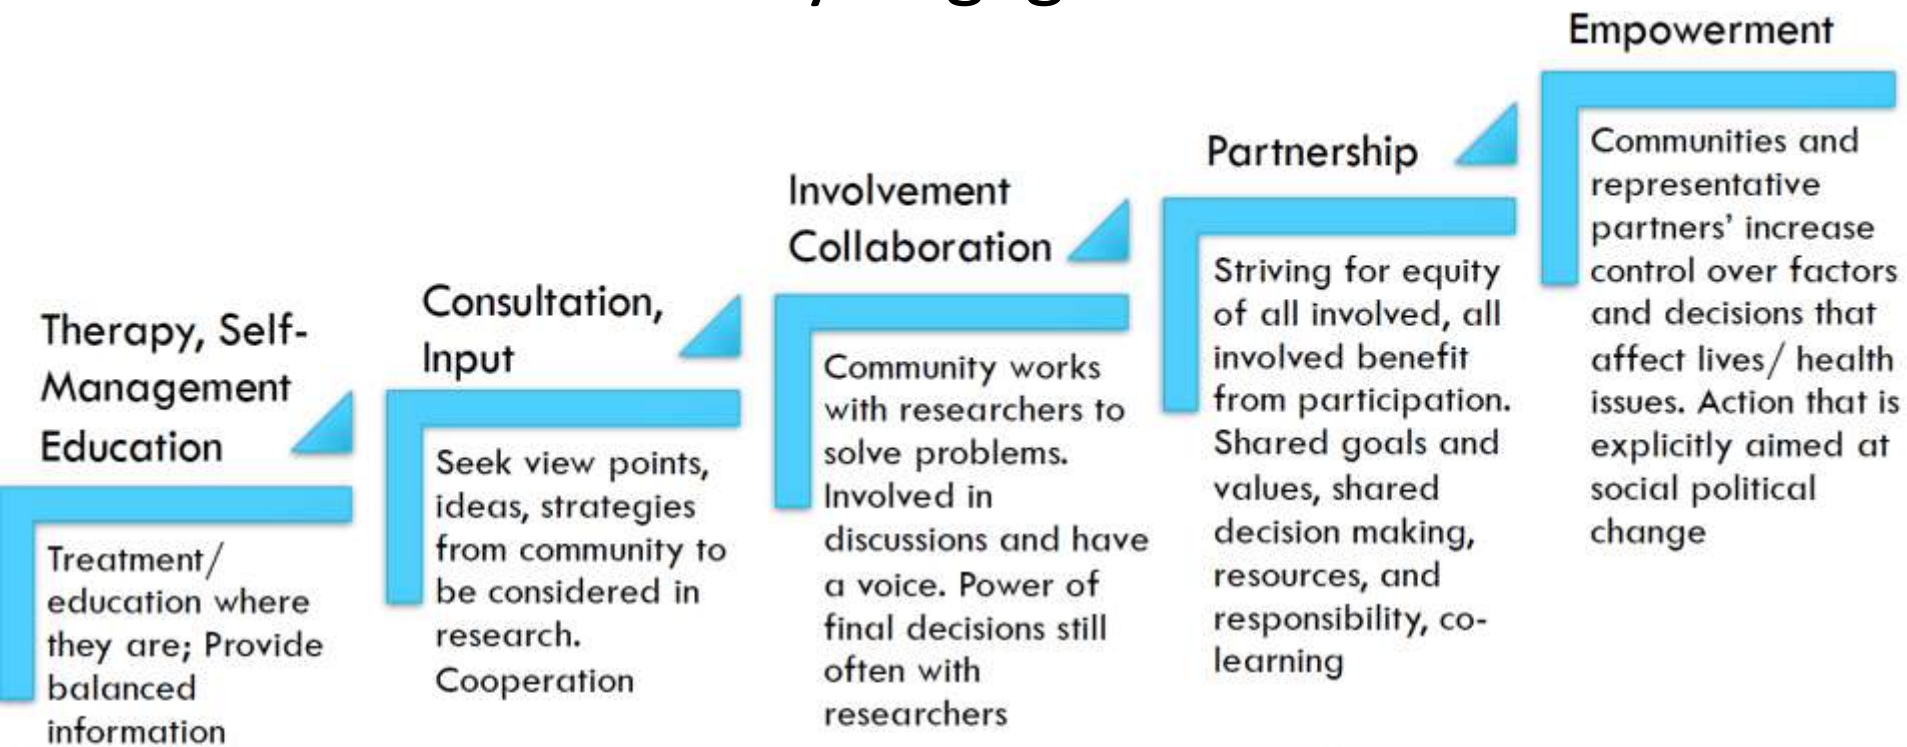 Therapy, Self-
Management
Education
Treatment/
education where
they are; Provide
balanced
information
Consultation,
Input
Seek view points,
ideas, strategies
from community to
be considered in
research.
Cooperation
Involvement
Collaboration
Community works
with researchers to
solve problems.
Involved in
discussions and have
a voice. Power of
final decisions still
often with
researchers
Partnership
Striving for equity
of all involved, all
involved benefit
from participation.
Shared goals and
values, shared
decision making,
resources, and
responsibility, co-
learning
Empowerment
Communities and
representative
partners’ increase
control over factors
and decisions that
affect lives/ health
issues. Action that is
explicitly aimed at
social political
change